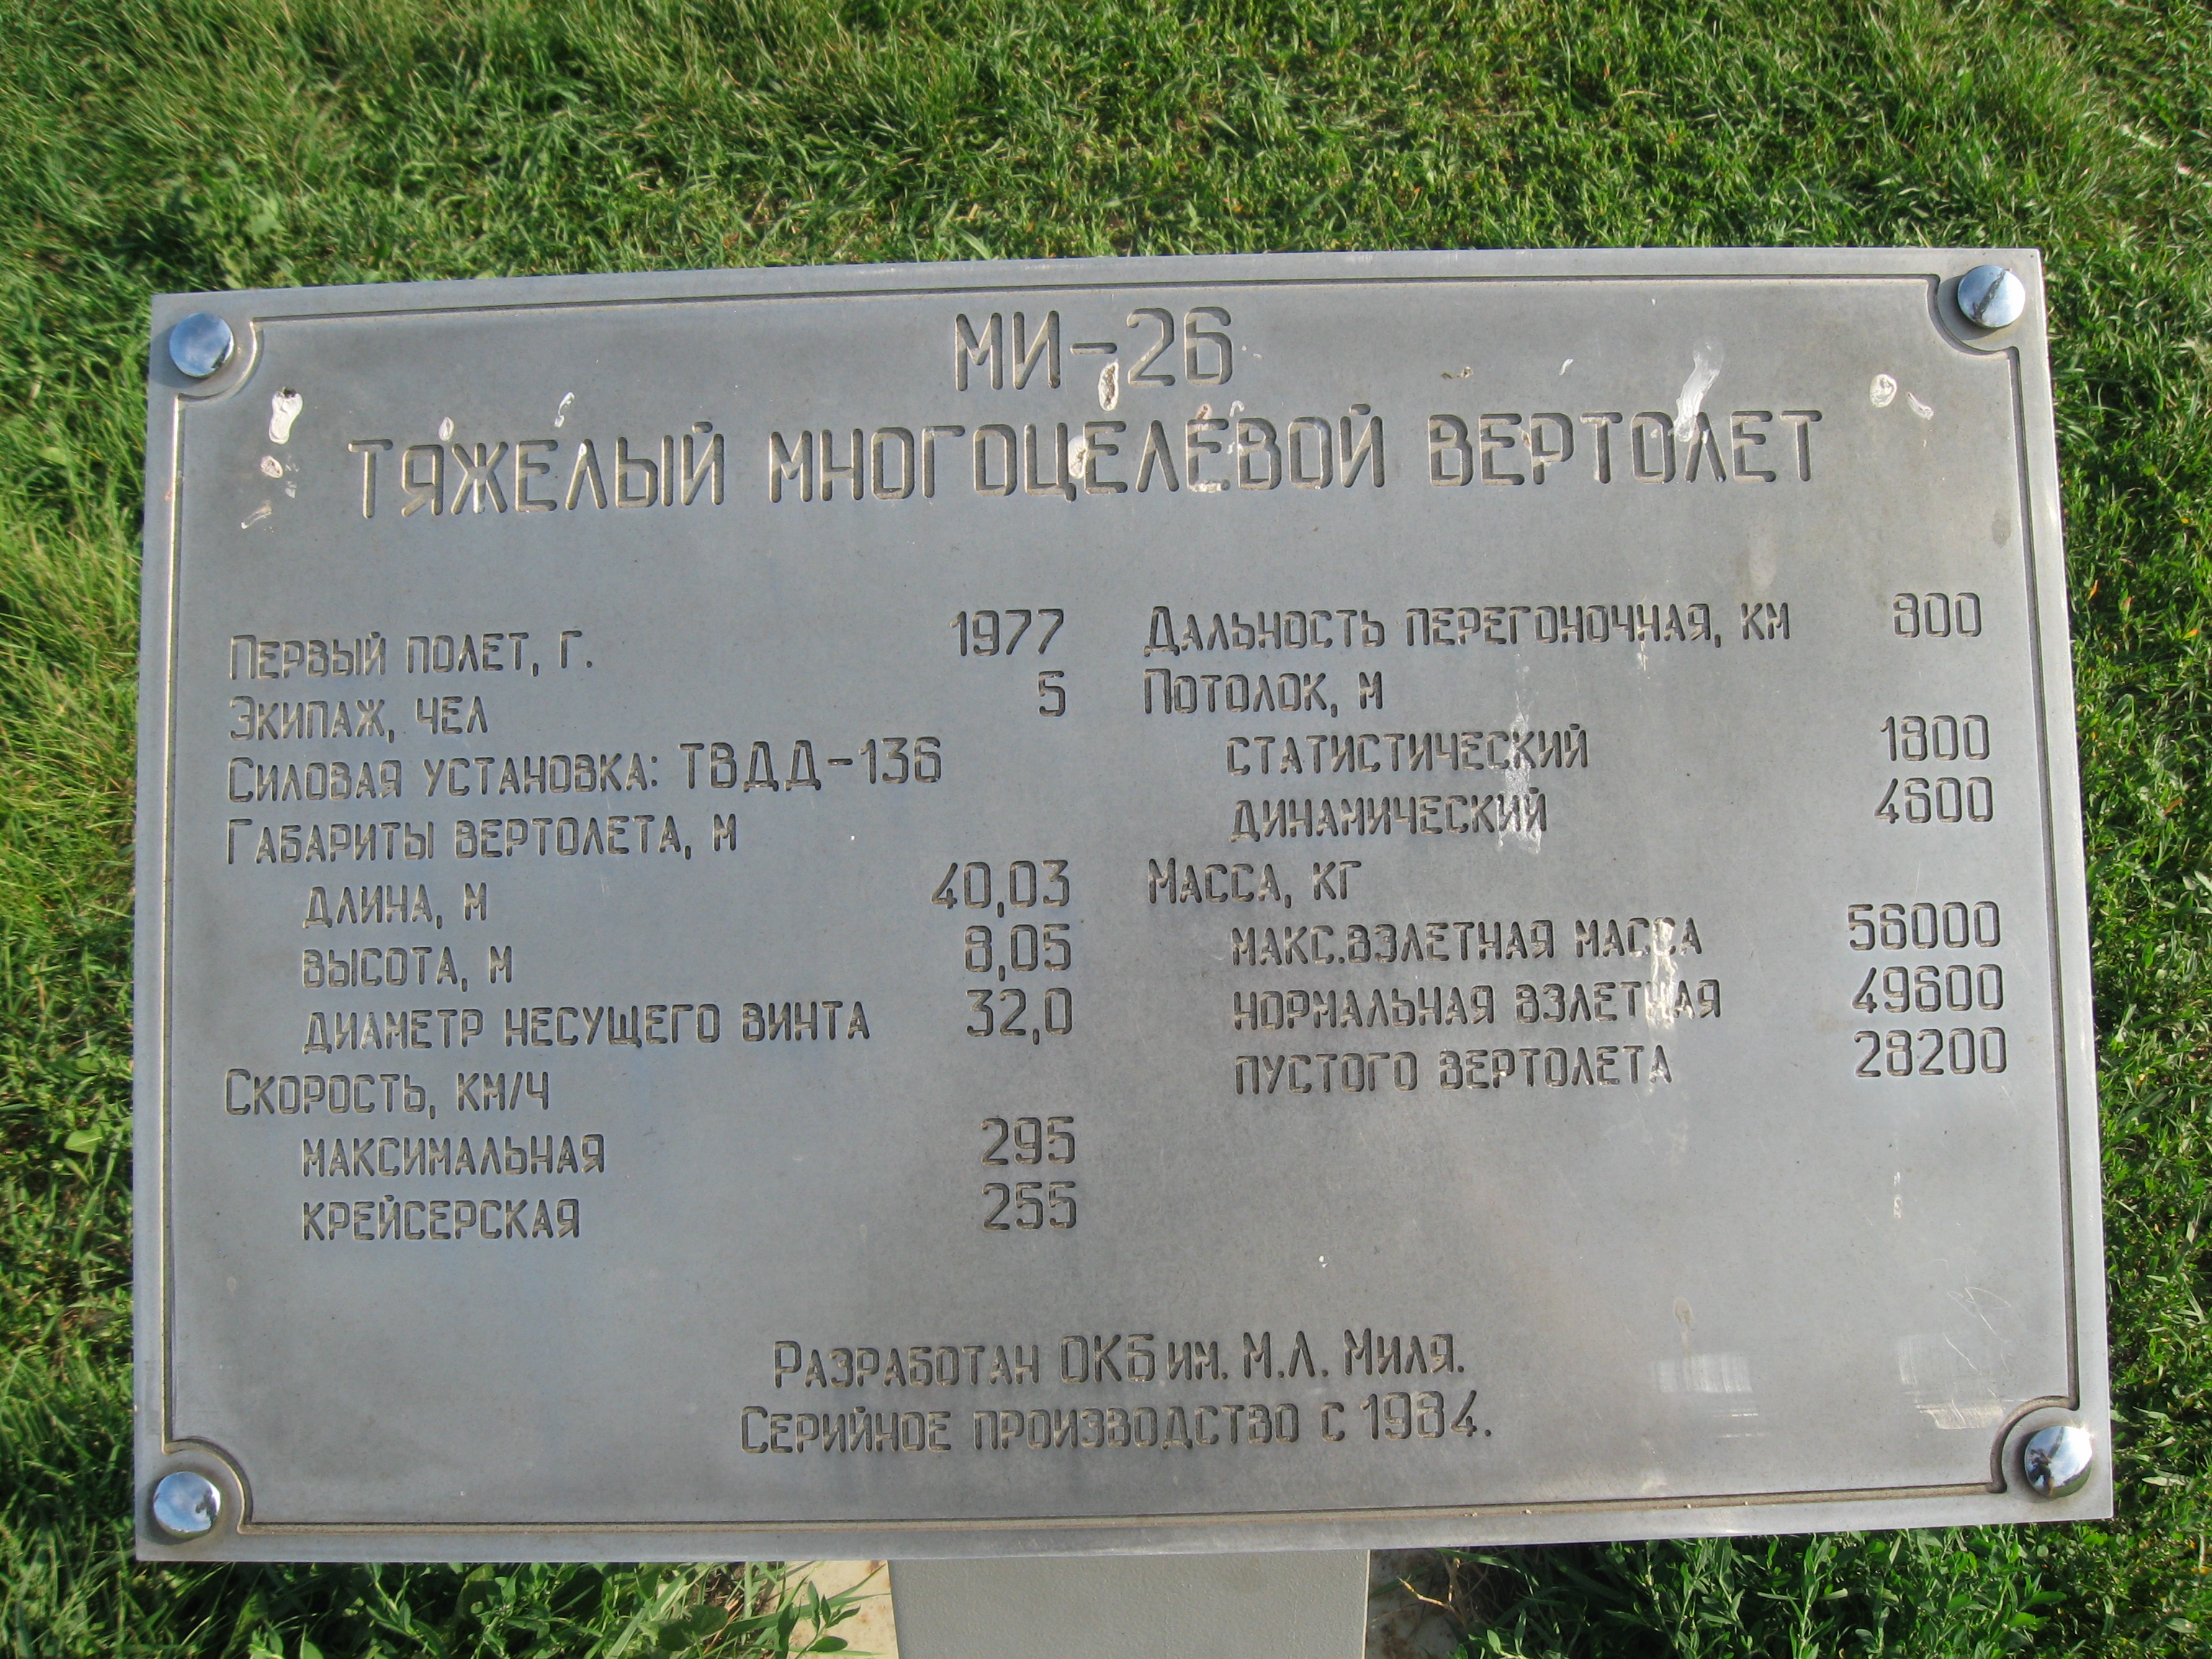 МИ-26
ТЯЖЕЛЫЙ МНОГОЦЕЛЕВОЙ ВЕРТОЛЕТ
Первый полет, г. 1977
Экипаж, чел 5
Силовая установка: ТВДД-136
Габариты вертолета, м
длина, м 40,03
высота, м 8,05
диаметр несущего винта 32,0
Скорость, км/ч
максимальная 295
крейсерская 255
Дальность перегоночная, км 800
Потолок, м
статистический 1800
динамический 4600
Масса, кг
макс.взлетная масса 56000
нормальная взлетная 49600
пустого вертолета 28200
Разработан ОКБ им. М.Л. Миля.
Серийное производство с 1984.